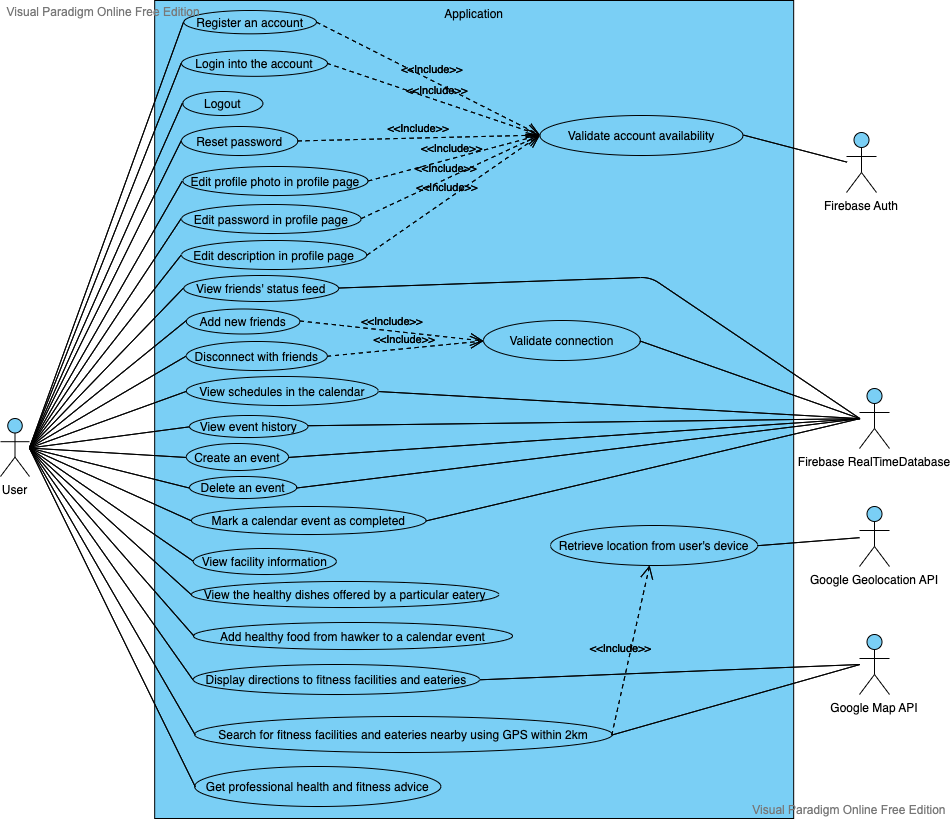 Visual Paradigm Online Free Edition
Application
Register an account
<<Include>>
Login into the account
<<Include>>
Logout
Reset password
<<Include>>
Validate account availability
<<Include>>
Edit profile photo in profile page
<<Include>>
<<Include>>
Firebase Auth
Edit password in profile page
Edit description in profile page
View friends' status feed
Add new friends
<<Include>>
<<Include>>
Validate connection
Disconnect with friends
View schedules in the calendar
View event history
Create an event
Firebase RealTimeDatabase
User
Delete an event
Mark a calendar event as completed
Retrieve location from user's device
View facility information
Google Geolocation API
View the healthy dishes offered by a particular eatery
Add healthy food from hawker to a calendar event
<<Include>>
Display directions to fitness facilities and eateries
Google Map API
Search for fitness facilities and eateries nearby using GPS within 2km
Get professional health and fitness advice
Visual Paradigm Online Free Edition